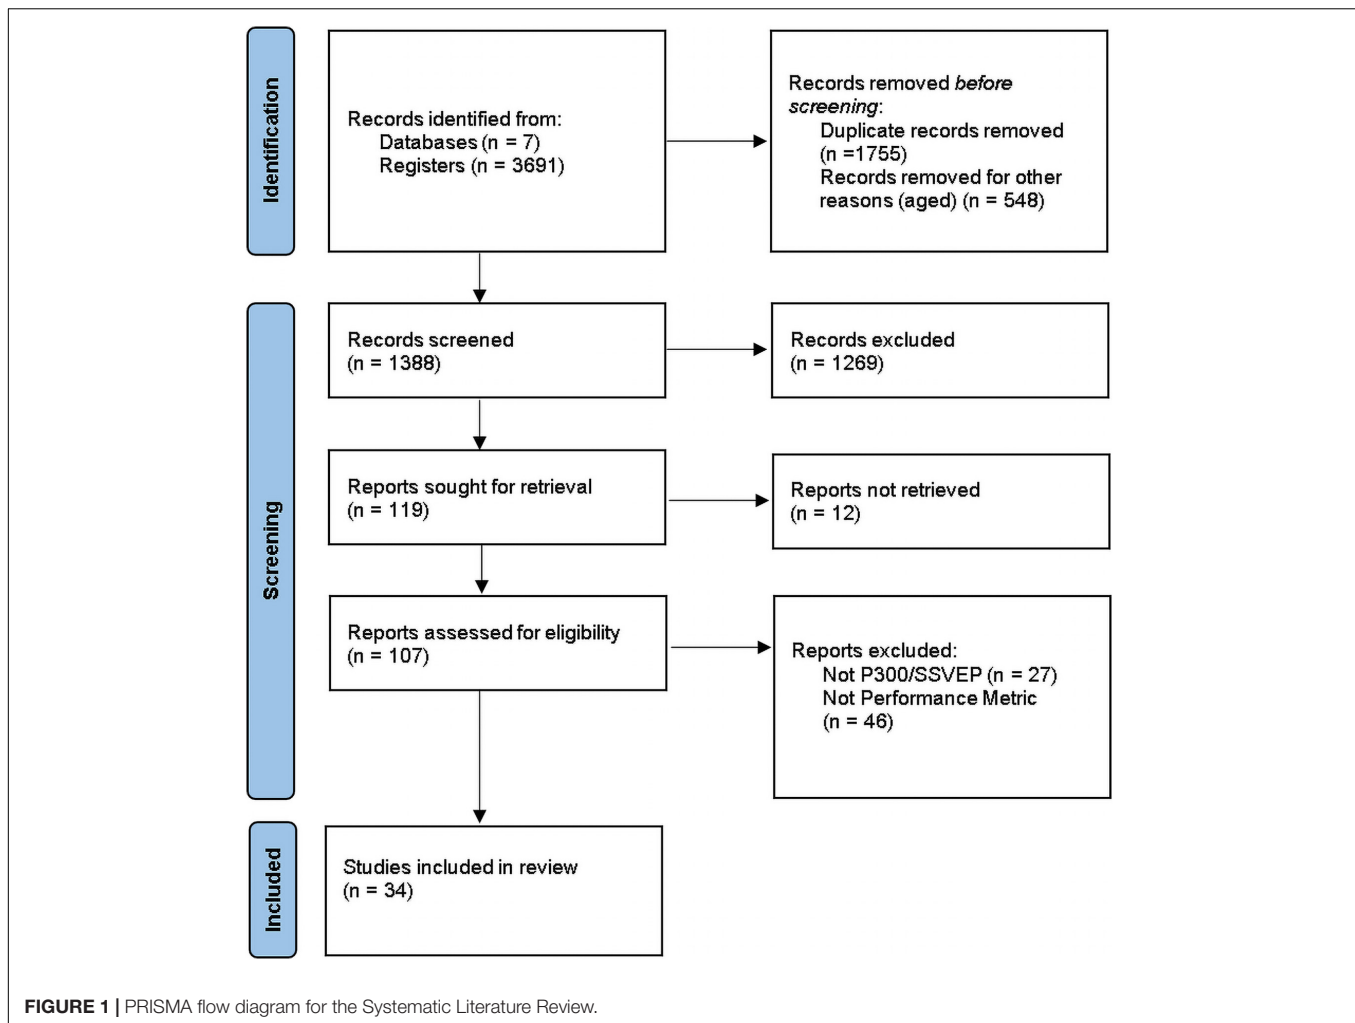 Identification
Records identified from:
Databases (n = 7)
Registers (n = 3691)
Records removed before
screening:
Duplicate records removed
(n =1755)
Records removed for other
reasons (aged) (n = 548)
Screening
Records screened
(n = 1388)
Records excluded
(n = 1269)
Reports sought for retrieval
(n = 119)
Reports not retrieved
(n = 12)
Reports assessed for eligibility
(n = 107)
Reports excluded:
Not P300/SSVEP (n = 27)
Not Performance Metric
(n = 46)
Included
Studies included in review
(n = 34)
FIGURE 1 | PRISMA flow diagram for the Systematic Literature Review.